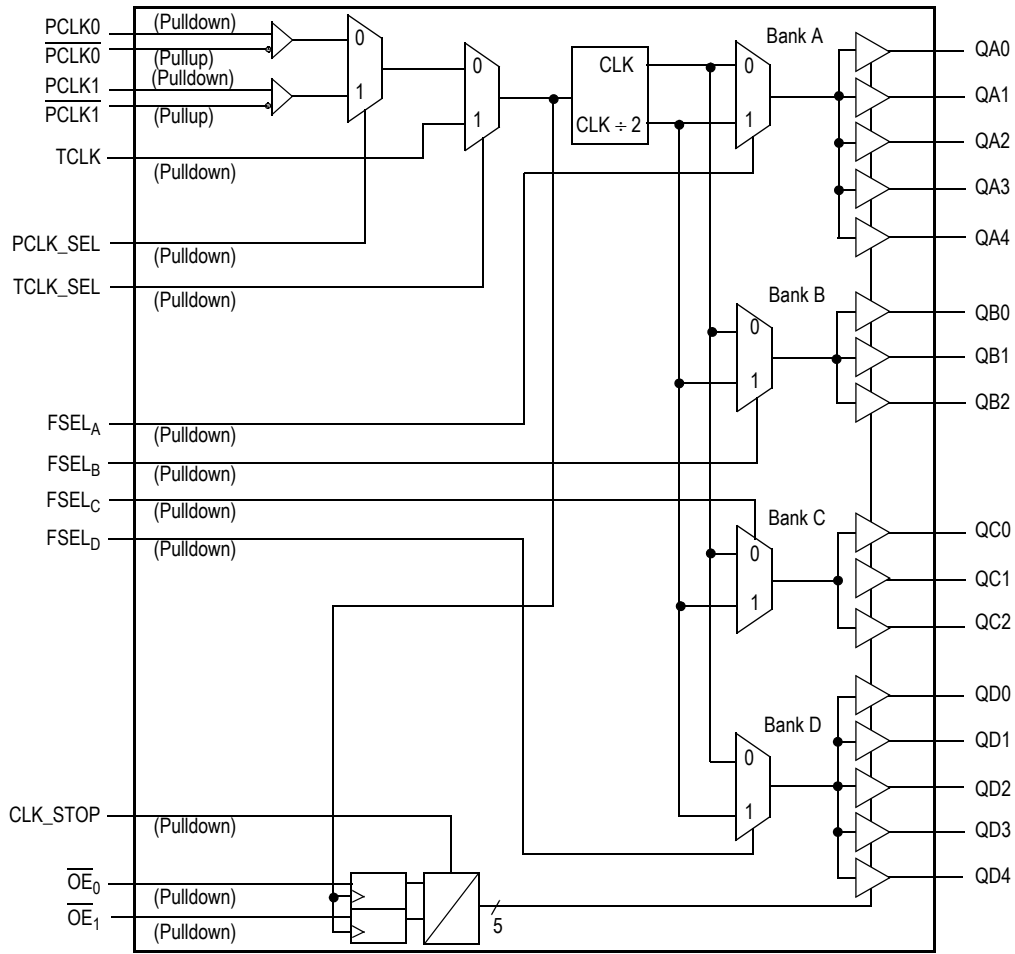 PCLK0 (Pulldown)
PCLK0 (Pullup)
PCLK1 (Pulldown)
PCLK1 (Pullup)
TCLK (Pulldown)
PCLK_SEL (Pulldown)
TCLK_SEL (Pulldown)
FSELA (Pulldown)
FSELB (Pulldown)
FSELC (Pulldown)
FSELD (Pulldown)
CLK_STOP (Pulldown)
OE0 (Pulldown)
OE1 (Pulldown)
0
1
0
1
CLK
CLK ÷ 2
5
Bank A
0
1
QA0
QA1
QA2
QA3
QA4
Bank B
0
1
QB0
QB1
QB2
Bank C
0
1
QC0
QC1
QC2
Bank D
0
1
QD0
QD1
QD2
QD3
QD4